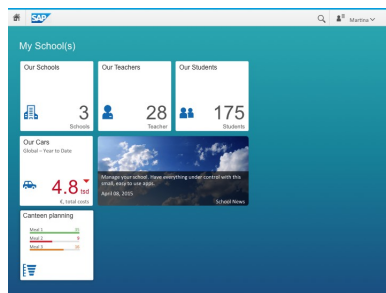 SAP
Martina
My School(s)
Our Schools
3
Schools
Our Teachers
28
Teacher
Our Students
175
Students
Our Cars
Global – Year to Date
4.8
tsd
€, total costs
Manage your school. Have everything under control with this
small, easy to use apps.
April 08, 2015
School News
Canteen planning
Meal 1
Meal 2
9
Meal 3